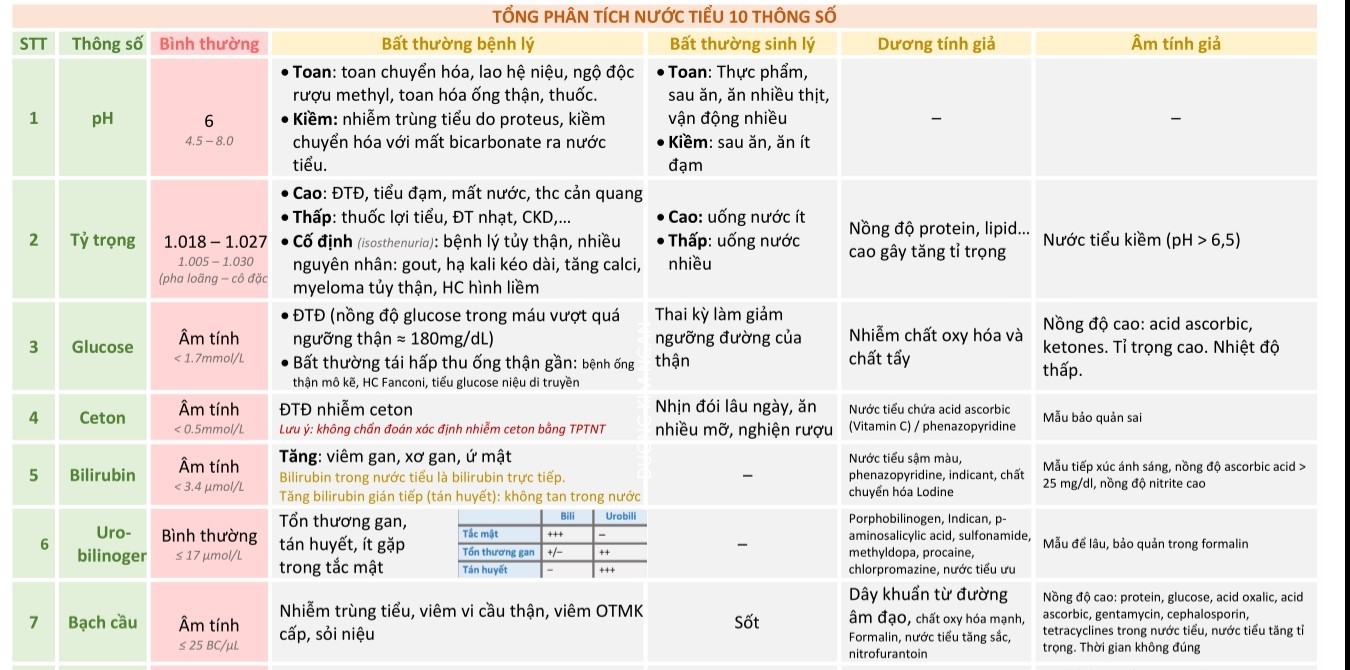 TỔNG PHÂN TÍCH NƯỚC TIỂU 10 THÔNG SỐ
STT
Thông số
Bình thường
Bất thường bệnh lý
Bất thường sinh lý
Dương tính giả
Âm tính giả
1
pH
6
4.5 – 8.0
• Toan: toan chuyển hóa, lao hệ niệu, ngộ độc
rượu methyl, toan hóa ống thận, thuốc.
• Kiềm: nhiễm trùng tiểu do proteus, kiềm
chuyển hóa với mất bicarbonate ra nước
tiểu.
• Toan: Thực phẩm,
sau ăn, ăn nhiều thịt,
vận động nhiều
• Kiềm: sau ăn, ăn ít
đạm
–
–
2
Tỷ trọng
1.018 – 1.027
1.005 – 1.030
(pha loãng – cô đặc
• Cao: ĐTĐ, tiểu đạm, mất nước, thc cản quang
• Thấp: thuốc lợi tiểu, ĐT nhạt, CKD,...
• Cố định (isosthenuria): bệnh lý tủy thận, nhiều
nguyên nhân: gout, hạ kali kéo dài, tăng calci,
myeloma tủy thận, HC hình liềm
• Cao: uống nước ít
• Thấp: uống nước
nhiều
Nồng độ protein, lipid...
cao gây tăng tỉ trọng
Nước tiểu kiềm (pH > 6,5)
3
Glucose
Âm tính
< 1.7mmol/L
• ĐTĐ (nồng độ glucose trong máu vượt quá
ngưỡng thận ≈ 180mg/dL)
• Bất thường tái hấp thu ống thận gần: bệnh ống
thận mô kẽ, HC Fanconi, tiểu glucose niệu di truyền
Thai kỳ làm giảm
ngưỡng đường của
thận
Nhiễm chất oxy hóa và
chất tẩy
Nồng độ cao: acid ascorbic,
ketones. Tỉ trọng cao. Nhiệt độ
thấp.
4
Ceton
Âm tính
< 0.5mmol/L
ĐTĐ nhiễm ceton
Lưu ý: không chẩn đoán xác định nhiễm ceton bằng TPTNT
Nhịn đói lâu ngày, ăn
nhiều mỡ, nghiện rượu
Nước tiểu chứa acid ascorbic
(Vitamin C) / phenazopyridine
Mẫu bảo quản sai
5
Bilirubin
Âm tính
< 3.4 µmol/L
Tăng: viêm gan, xơ gan, ứ mật
Bilirubin trong nước tiểu là bilirubin trực tiếp.
Tăng bilirubin gián tiếp (tán huyết): không tan trong nước
–
Nước tiểu sậm màu,
phenazopyridine, indicant, chất
chuyển hóa Lodine
Mẫu tiếp xúc ánh sáng, nồng độ ascorbic acid >
25 mg/dl, nồng độ nitrite cao
6
Uro-
bilinoger
Bình thường
≤ 17 µmol/L
Tổn thương gan,
tán huyết, ít gặp
trong tắc mật
Bili
Urobili
Tắc mật
+++
–
Tổn thương gan
+/–
++
Tán huyết
–
+++
–
Porphobilinogen, Indican, p-
aminosalicylic acid, sulfonamide,
methyldopa, procaine,
chlorpromazine, nước tiểu ưu
Mẫu để lâu, bảo quản trong formalin
7
Bạch cầu
Âm tính
≤ 25 BC/µL
Nhiễm trùng tiểu, viêm vi cầu thận, viêm OTMK
cấp, sỏi niệu
Sốt
Dây khuẩn từ đường
âm đạo, chất oxy hóa mạnh,
Formalin, nước tiểu tăng sắc,
nitrofurantoin
Nồng độ cao: protein, glucose, acid oxalic, acid
ascorbic, gentamycin, cephalosporin,
tetracyclines trong nước tiểu, nước tiểu tăng tỉ
trọng. Thời gian không đúng